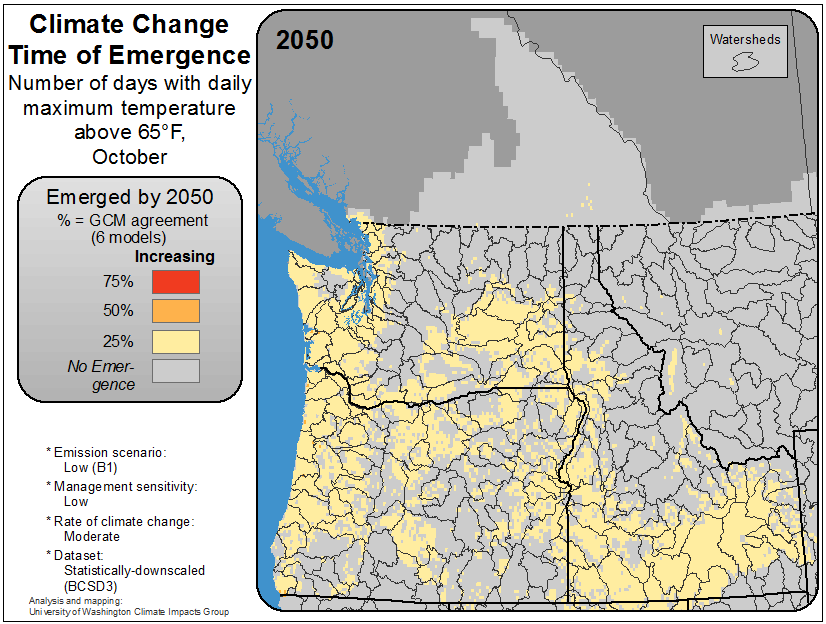 Climate Change
Time of Emergence
Number of days with daily
maximum temperature
above 65°F,
October
Emerged by 2050
% = GCM agreement
(6 models)
Increasing
75%
50%
25%
No Emer-
gence
* Emission scenario:
Low (B1)
* Management sensitivity:
Low
* Rate of climate change:
Moderate
* Dataset:
Statistically-downscaled
(BCSD3)
Analysis and mapping:
University of Washington Climate Impacts Group
2050
Watersheds